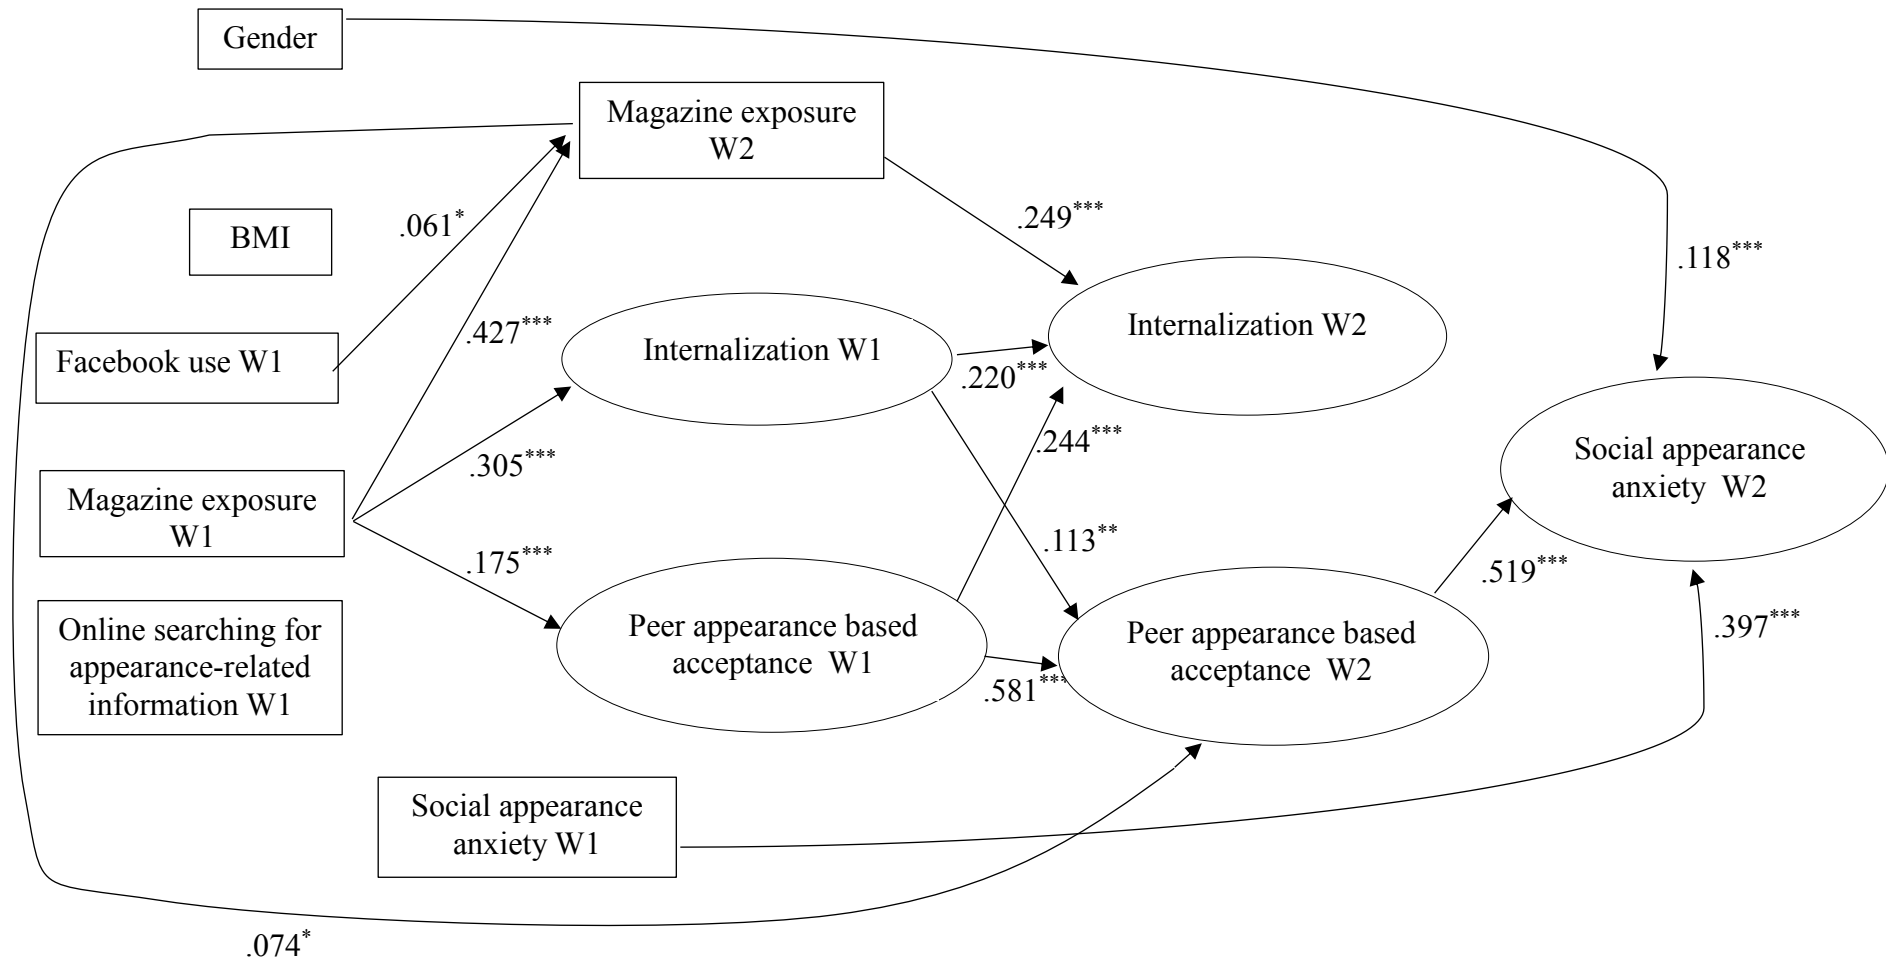 Gender
Magazine exposure
W2
.061*
.249***
BMI
.118***
.427***
Internalization W2
Facebook use W1
Internalization W1
.220***
.244***
Social appearance
anxiety W2
.305***
Magazine exposure
W1
.175***
.113**
.519***
Online searching for
appearance-related
information W1
Peer appearance based
acceptance W1
Peer appearance based
acceptance W2
.397***
.581***
Social appearance
anxiety W1
.074*